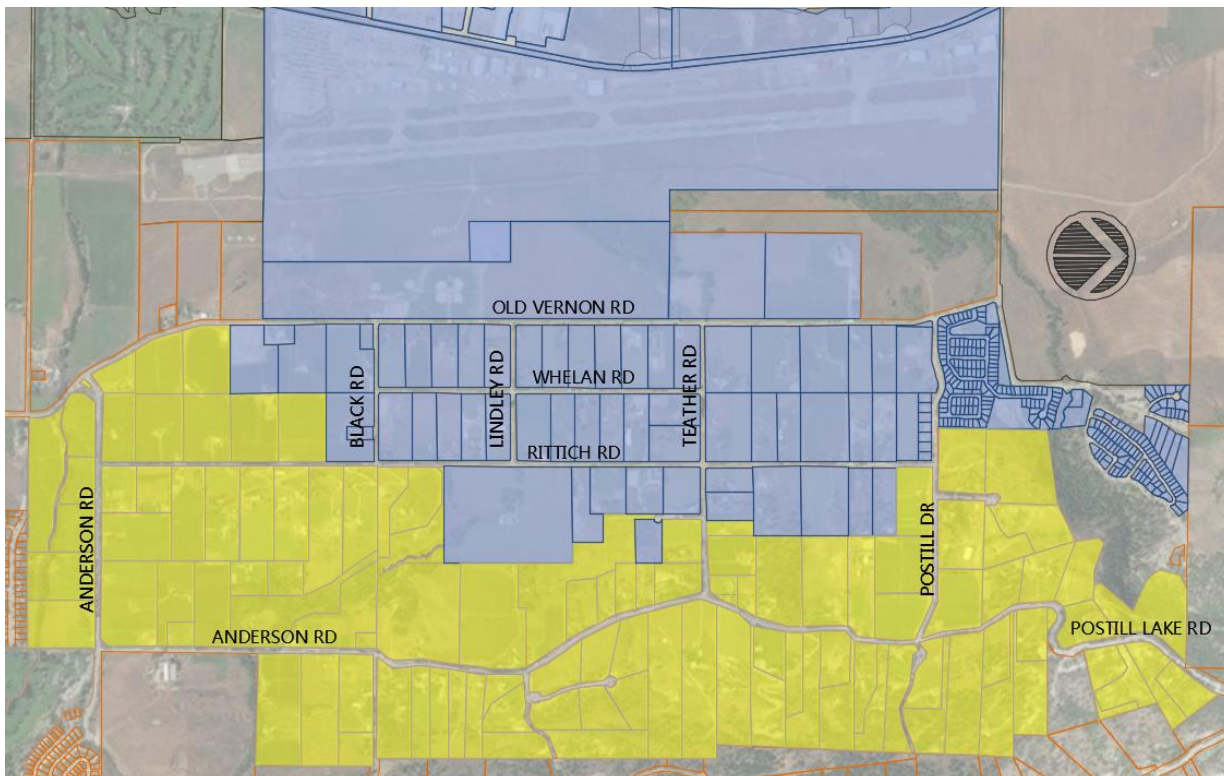 OLD VERNON RD
WHELAN RD
BLACK RD
LINDLEY RD
TEATHER RD
RITTICH RD
ANDERSON RD
POSTILL DR
ANDERSON RD
POSTILL LAKE RD